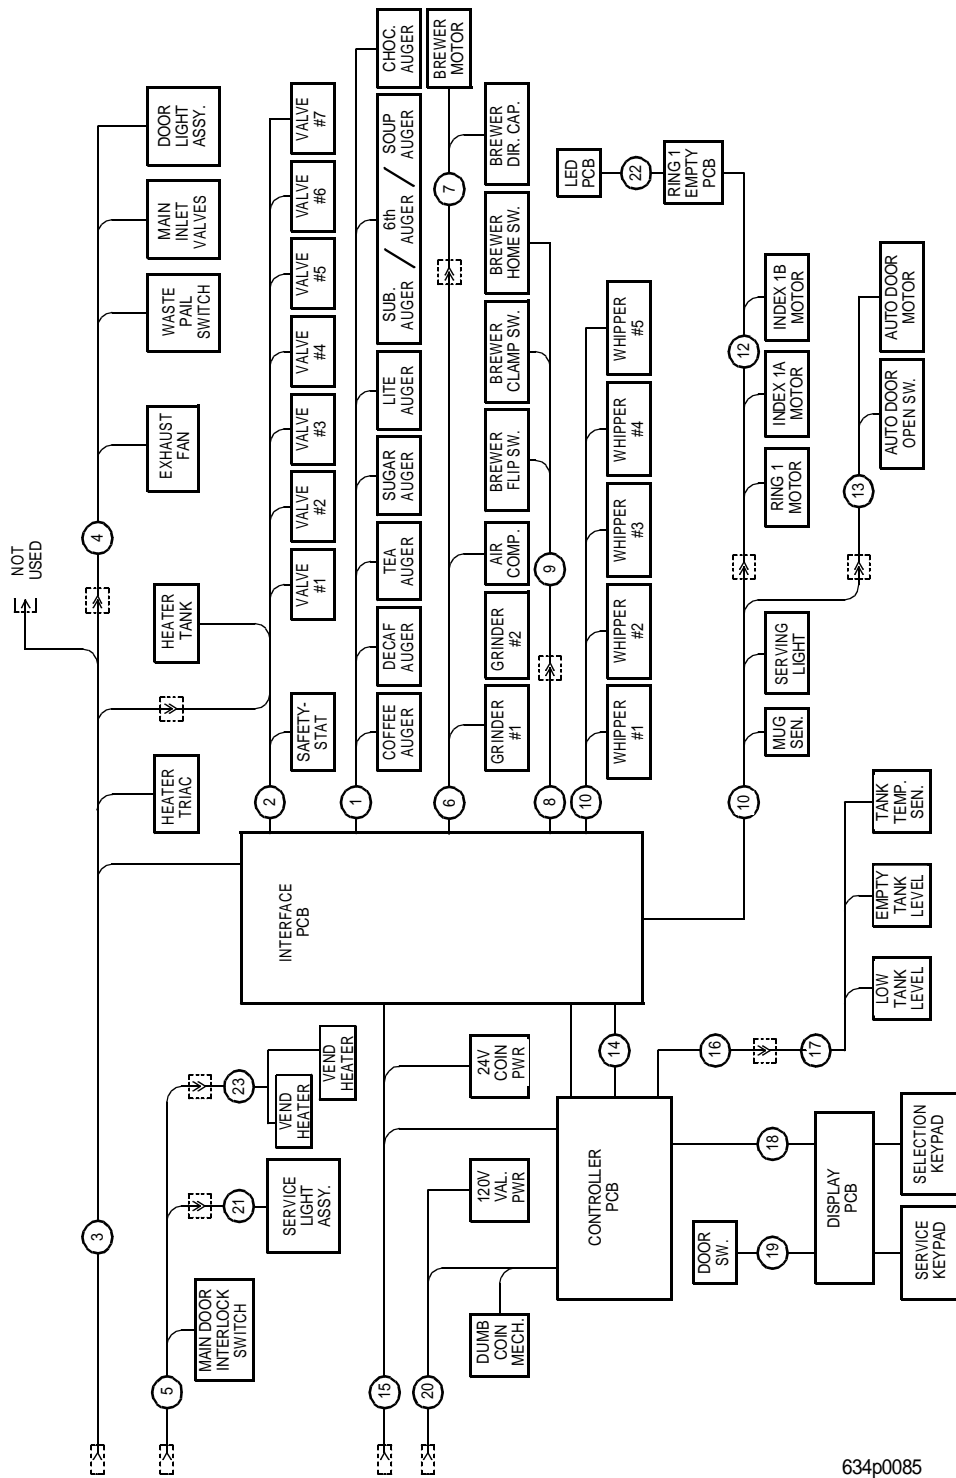 NOT
USED
4
DOOR
LIGHT
ASSY.
MAIN
INLET
VALVES
WASTE
PAIL
SWITCH
EXHAUST
FAN
HEATER
TANK
HEATER
TRIAC
3
VALVE
#7
VALVE
#6
VALVE
#5
VALVE
#4
VALVE
#3
VALVE
#2
VALVE
#1
SAFETY-
STAT
2
CHOC.
AUGER
SOUP
AUGER
6th
AUGER
SUB.
AUGER
LITE
AUGER
SUGAR
AUGER
TEA
AUGER
DECAF
AUGER
COFFEE
AUGER
1
BREWER
MOTOR
7
BREWER
DIR. CAP.
BREWER
HOME SW.
BREWER
CLAMP SW.
BREWER
FLIP SW.
AIR
COMP.
GRINDER
#2
GRINDER
#1
6
9
8
WHIPPER
#5
WHIPPER
#4
WHIPPER
#3
WHIPPER
#2
WHIPPER
#1
10
LED
PCB
22
RING 1
EMPTY
PCB
12
INDEX 1B
MOTOR
INDEX 1A
MOTOR
RING 1
MOTOR
SERVING
LIGHT
MUG
SEN.
10
AUTO DOOR
MOTOR
AUTO DOOR
OPEN SW.
13
INTERFACE
PCB
TANK
TEMP.
SEN.
EMPTY
TANK
LEVEL
LOW
TANK
LEVEL
17
16
14
5
MAIN DOOR
INTERLOCK
SWITCH
21
SERVICE
LIGHT
ASSY.
23
VEND
HEATER
VEND
HEATER
15
24V
COIN
PWR
20
120V
VAL.
PWR
DUMB
COIN
MECH.
CONTROLLER
PCB
18
19
DOOR
SW.
DISPLAY
PCB
SELECTION
KEYPAD
SERVICE
KEYPAD
634p0085